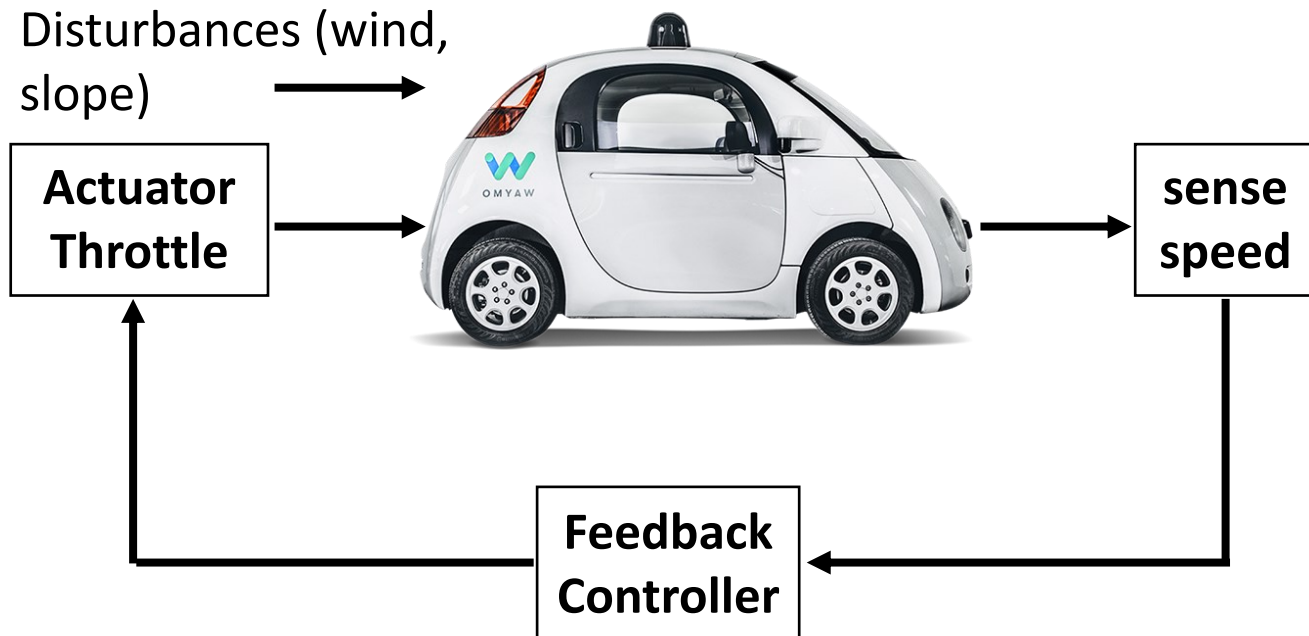 Disturbances (wind,
slope)
Actuator
Throttle
OMYAW
sense
speed
Feedback
Controller